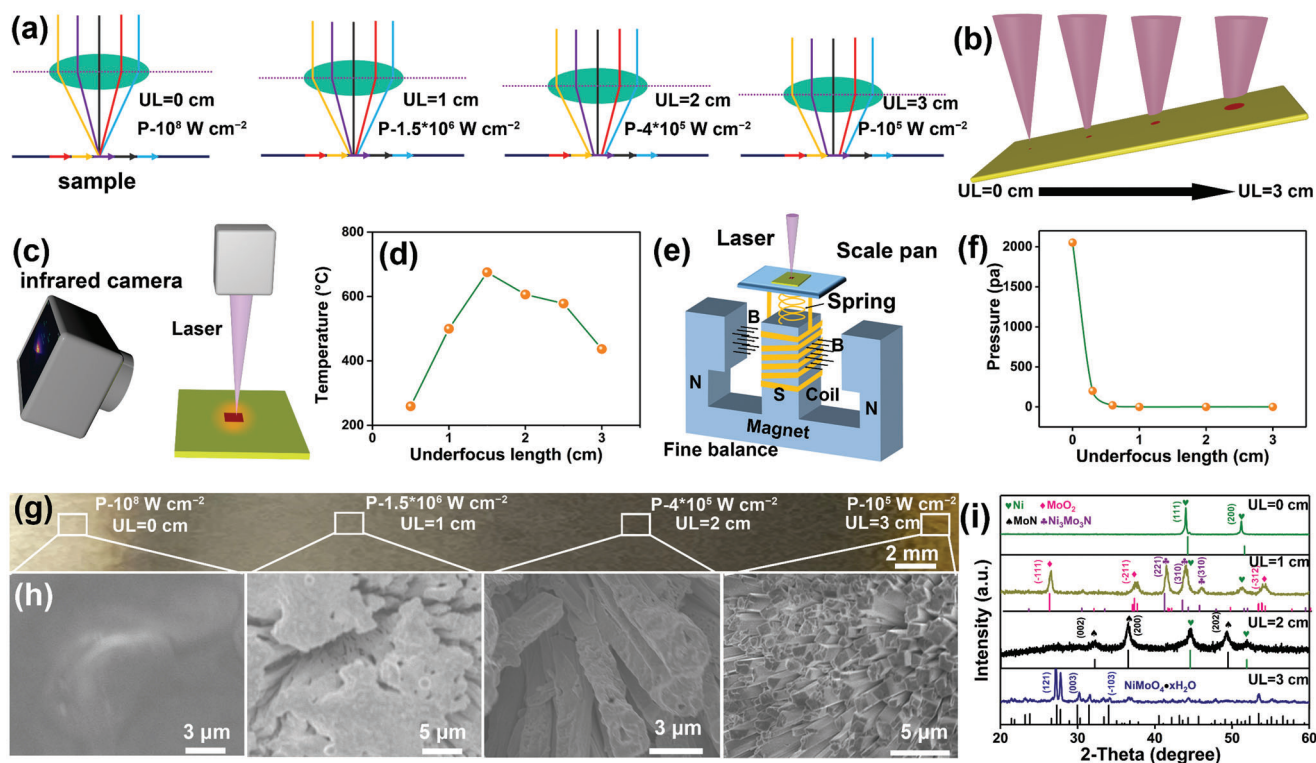 (a)
UL=0 cm
P-10⁸ W cm⁻²
sample
UL=1 cm
P-1.5*10⁶ W cm⁻²
UL=2 cm
P-4*10⁵ W cm⁻²
UL=3 cm
P-10⁵ W cm⁻²
(b)
UL=0 cm
UL=3 cm
(c)
infrared camera
Laser
(d)
Temperature (°C)
800
600
400
200
0 1 2 3
Underfocus length (cm)
(e)
Laser
Scale pan
Spring
B
B
N
S
Coil
N
Magnet
Fine balance
(f)
Pressure (pa)
2000
1500
1000
500
0
0 1 2 3
Underfocus length (cm)
(g)
P-10⁸ W cm⁻²
UL=0 cm
P-1.5*10⁶ W cm⁻²
UL=1 cm
P-4*10⁵ W cm⁻²
UL=2 cm
P-10⁵ W cm⁻²
UL=3 cm
2 mm
(h)
3 μm
5 μm
3 μm
5 μm
(i)
Intensity (a.u.)
♥Ni ♦MoO₂
♠MoN ♣Ni₃Mo₃N
(111)
(200)
UL=0 cm
(-111)
(-211)
(221)
(310)
(310)
(-312)
UL=1 cm
(002)
(200)
(202)
UL=2 cm
(121)
(003)
(-103)
NiMoO₄•xH₂O
UL=3 cm
20 30 40 50 60
2-Theta (degree)